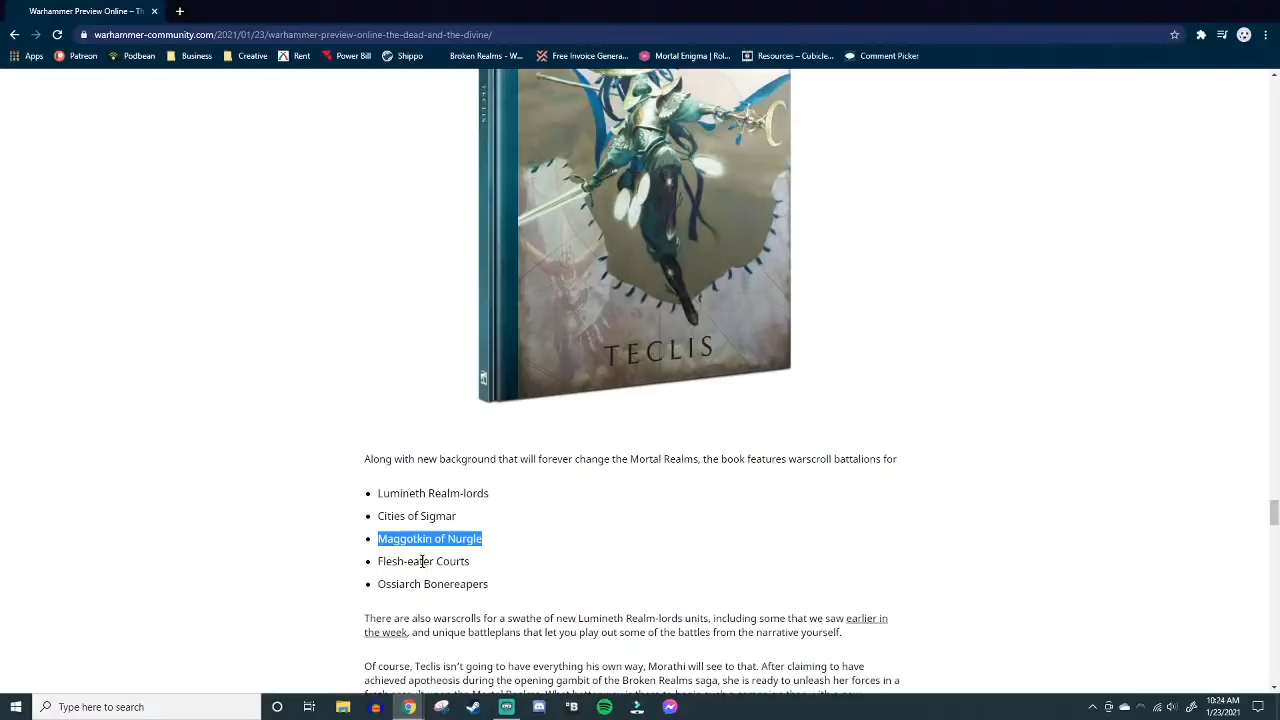 Warhammer Preview Online – Th
warhammer-community.com/2021/01/23/warhammer-preview-online-the-dead-and-the-divine/
Apps Patreon Podbean Business Creative Rent Power Bill Shippo Broken Realms - W... Free Invoice Genera... Mortal Enigma | Rol... Resources – Cubicle... Comment Picker
TECLIS
TECLIS
Along with new background that will forever change the Mortal Realms, the book features warscroll battalions for
• Lumineth Realm-lords
• Cities of Sigmar
• Maggotkin of Nurgle
• Flesh-eater Courts
• Ossiarch Bonereapers
There are also warscrolls for a swathe of new Lumineth Realm-lords units, including some that we saw earlier in
the week, and unique battleplans that let you play out some of the battles from the narrative yourself.
Of course, Teclis isn't going to have everything his own way, Morathi will see to that. After claiming to have
achieved apotheosis during the opening gambit of the Broken Realms saga, she is ready to unleash her forces in a
Type here to search
10:24 AM
1/23/2021